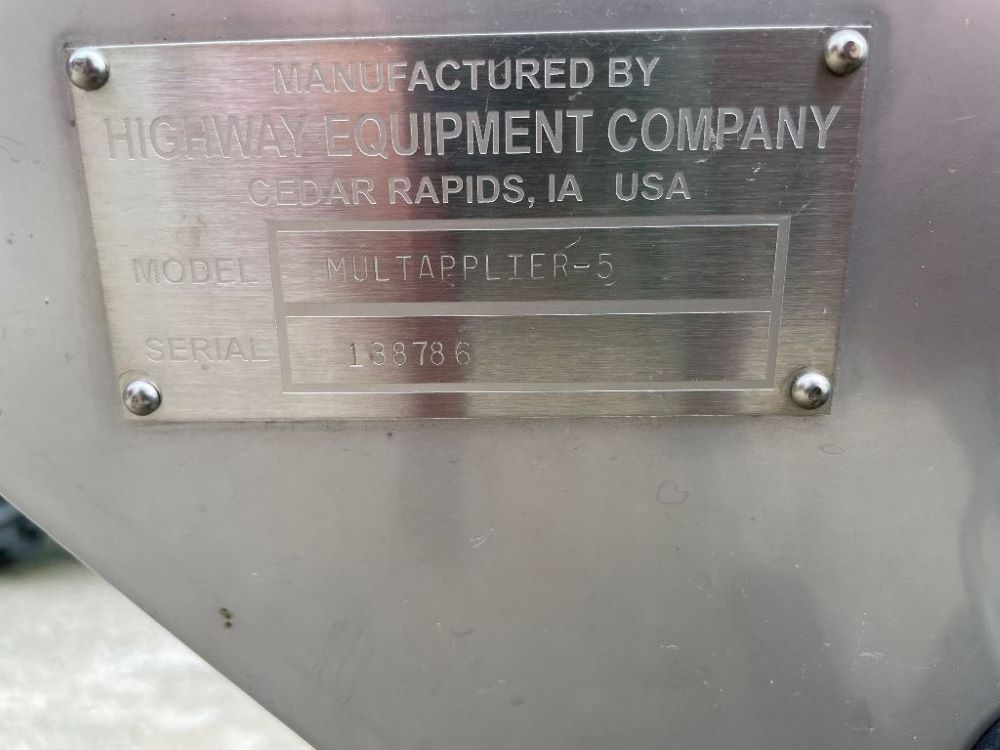 MANUFACTURED BY
HIGHWAY EQUIPMENT COMPANY
CEDAR RAPIDS, IA USA
MODEL MULTAPPLIER-5
SERIAL 138786